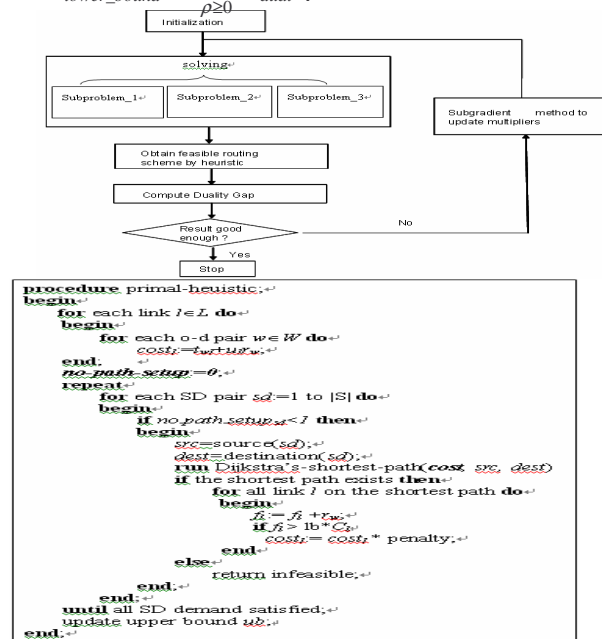 ρ≥0
Initialization
solving
Subproblem_1
Subproblem_2
Subproblem_3
Subgradient method to
update multipliers
Obtain feasible routing
scheme by heuristic
Compute Duality Gap
Result good
enough ?
No
Yes
Stop
procedure primal-heuistic;
begin
for each link l∈L do
begin
for each o-d pair w∈W do
cost_l:=t_wl+u_l r_w;
end;
no-path-setup:=0;
repeat
for each SD pair sd:=1 to |S| do
begin
if no_path_setup_sd<1 then
begin
src=source(sd);
dest=destination(sd);
run Dijkstra's-shortest-path(cost, src, dest)
if the shortest path exists then
for all link l on the shortest path do
begin
f_l:= f_l +r_w;
if f_l > lb*C_l
cost_l:= cost_l* penalty;
end
else
return infeasible;
end;
end;
until all SD demand satisfied;
update upper bound ub;
end;